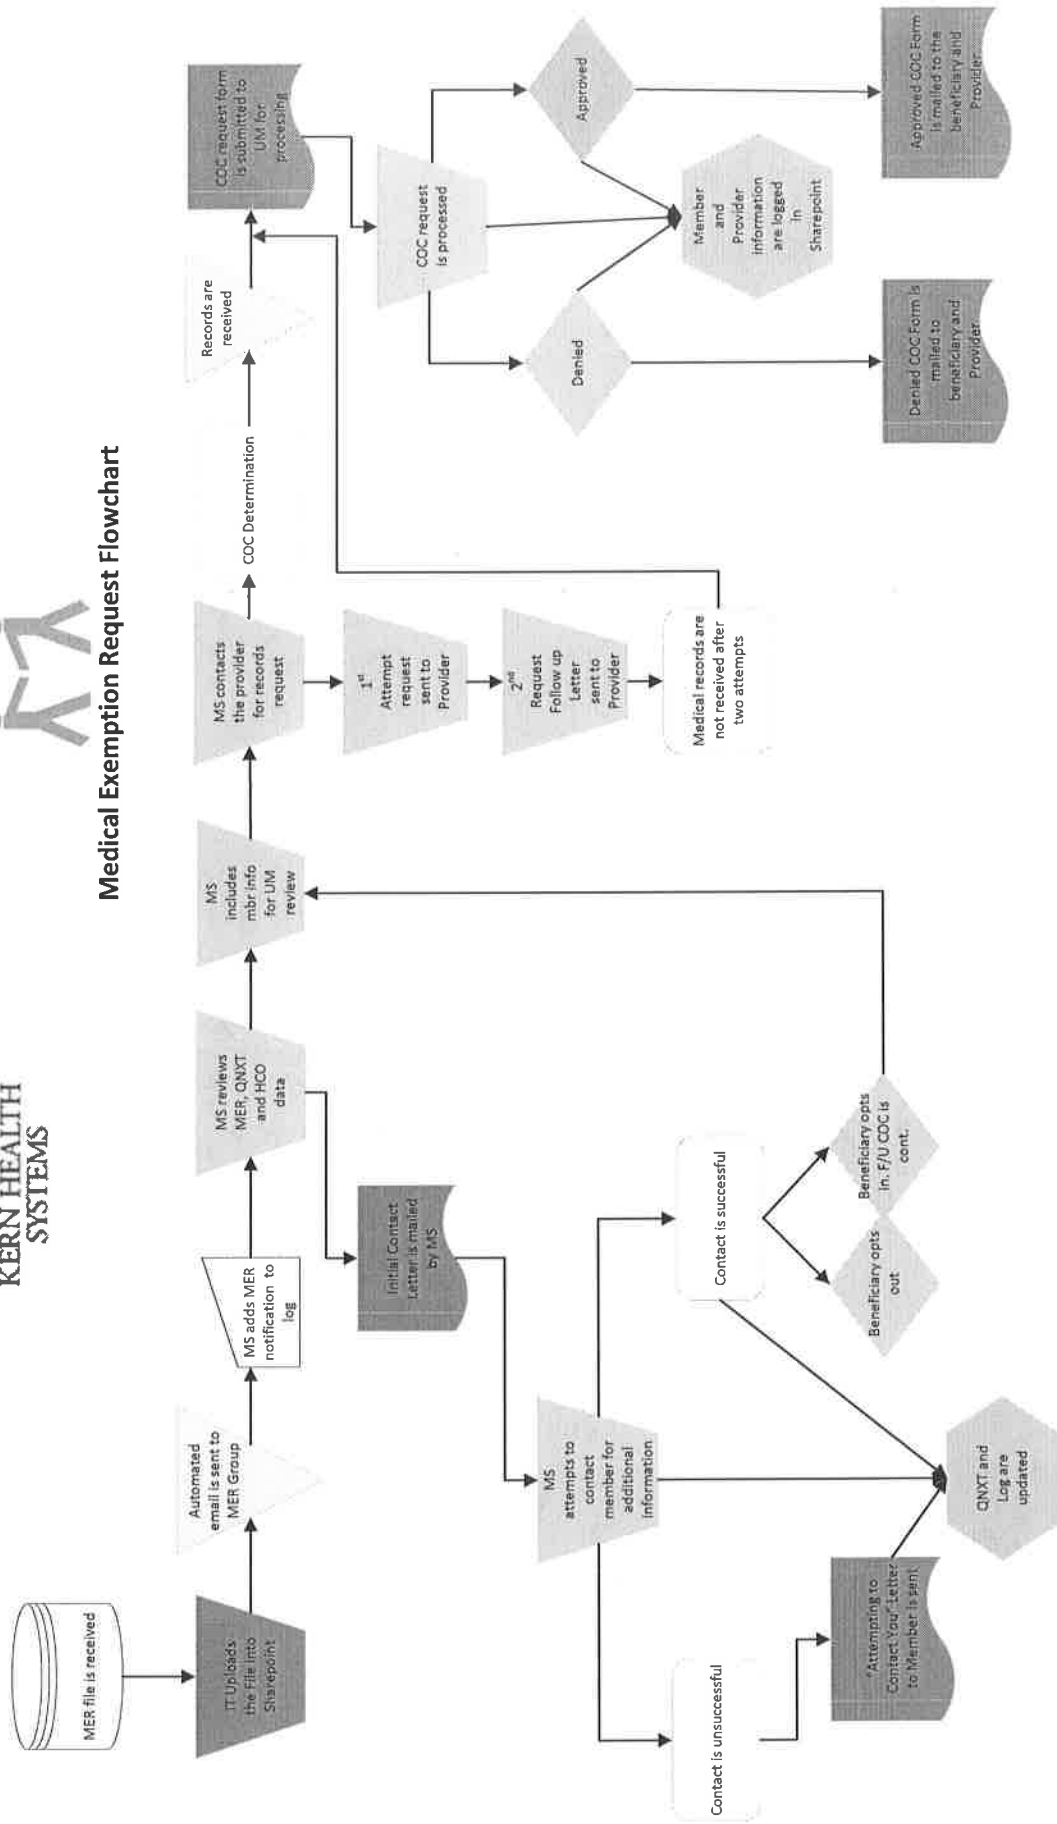 KERN HEALTH
SYSTEMS
Medical Exemption Request Flowchart
MER file is received
IT Uploads
the File into
Sharepoint
Automated
email is sent to
MER Group
MS adds MER
notification to
log
MS reviews
MER, QNXT
and HCO
data
MS
includes
mbr info
for UM
review
MS contacts
the provider
for records
request
COC Determination
Records are
received
COC request form
is submitted to
UM for
processing
1st
Attempt
request
sent to
Provider
2nd
Request
Follow up
Letter
sent to
Provider
Medical records are
not received after
two attempts
COC request
is processed
Denied
Approved
Member
and
Provider
information
are logged
in
Sharepoint
Denied COC Form is
mailed to
beneficiary and
Provider
Approved COC Form
is mailed to the
beneficiary and
Provider
Initial Contact
Letter is mailed
by MS
MS
attempts to
contact
member for
additional
information
Contact is unsuccessful
Contact is successful
"Attempting to
Contact You" Letter
to Member is sent
QNXT and
Log are
updated
Beneficiary opts
out
Beneficiary opts
in. F/U COC is
cont.